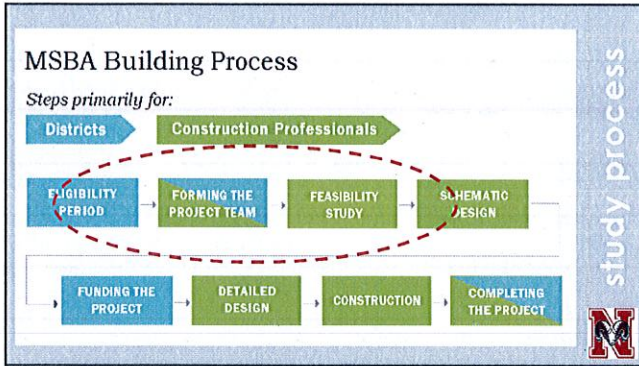 MSBA Building Process
Steps primarily for:
Districts
Construction Professionals
ELIGIBILITY
PERIOD
FORMING THE
PROJECT TEAM
FEASIBILITY
STUDY
SCHEMATIC
DESIGN
FUNDING THE
PROJECT
DETAILED
DESIGN
CONSTRUCTION
COMPLETING
THE PROJECT
study process
N